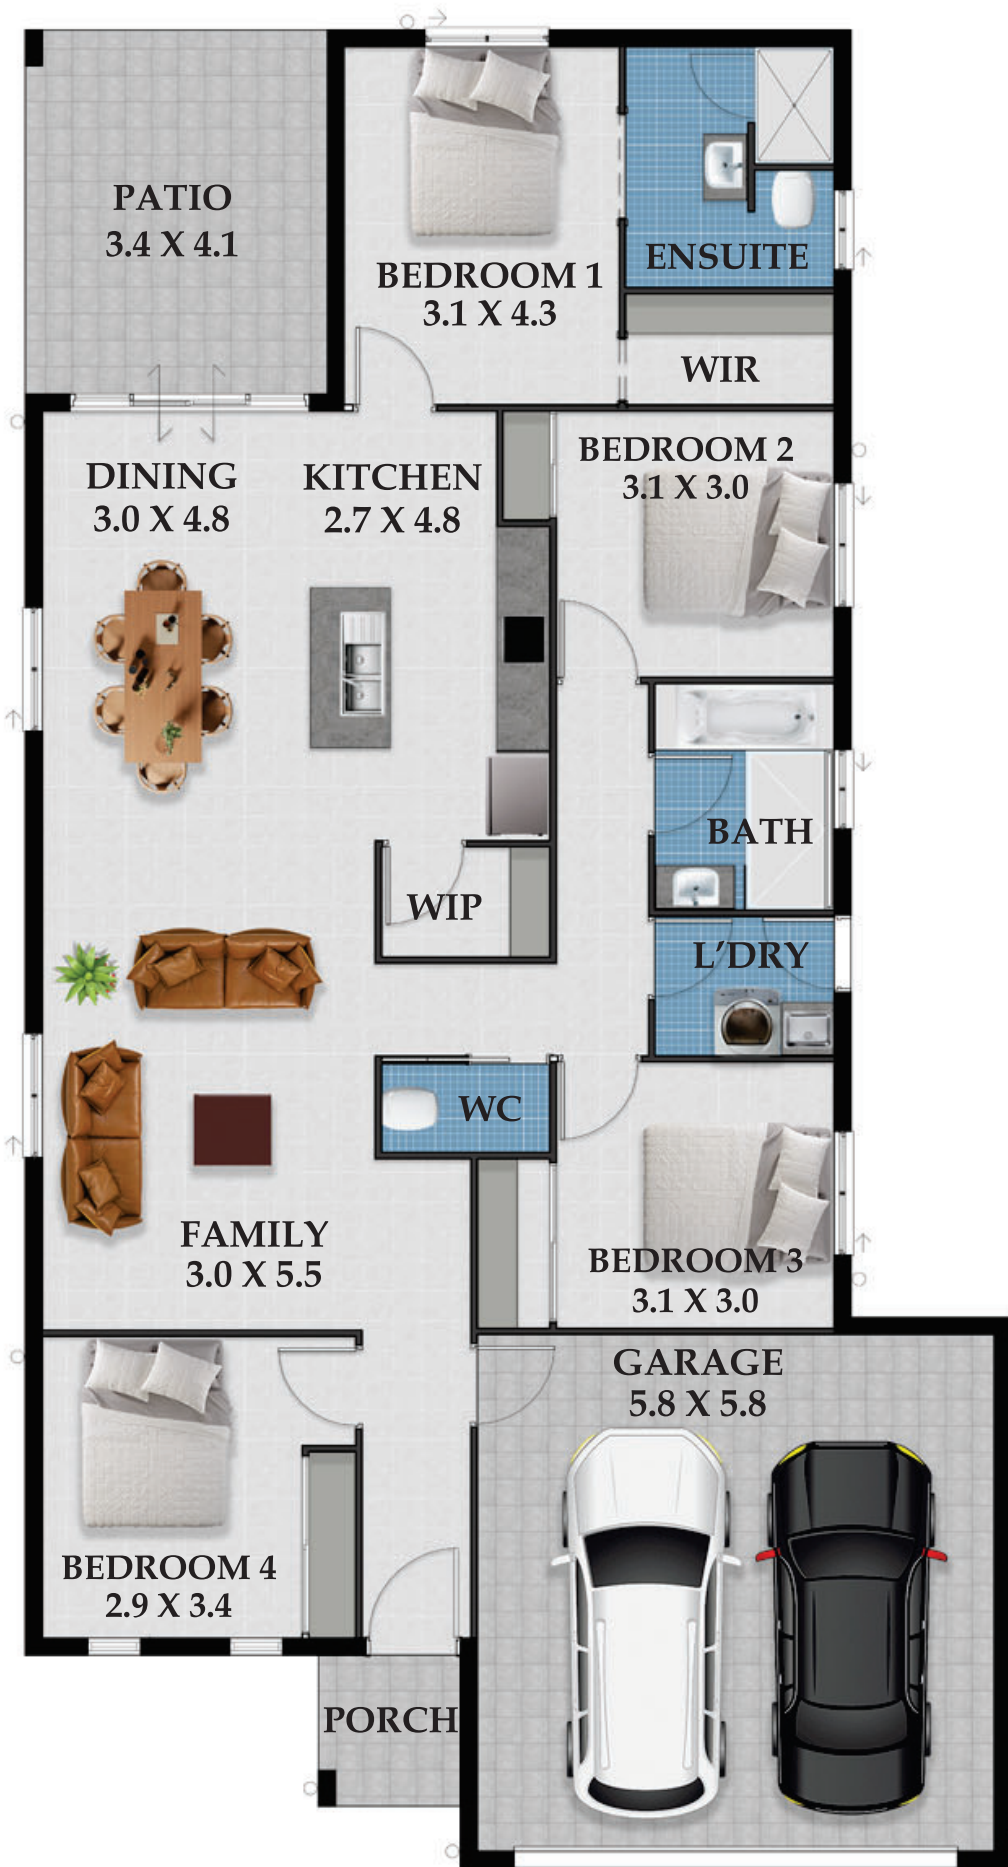 PATIO
3.4 X 4.1
BEDROOM 1
3.1 X 4.3
ENSUITE
WIR
DINING
3.0 X 4.8
KITCHEN
2.7 X 4.8
BEDROOM 2
3.1 X 3.0
BATH
WIP
L'DRY
WC
FAMILY
3.0 X 5.5
BEDROOM 3
3.1 X 3.0
GARAGE
5.8 X 5.8
BEDROOM 4
2.9 X 3.4
PORCH